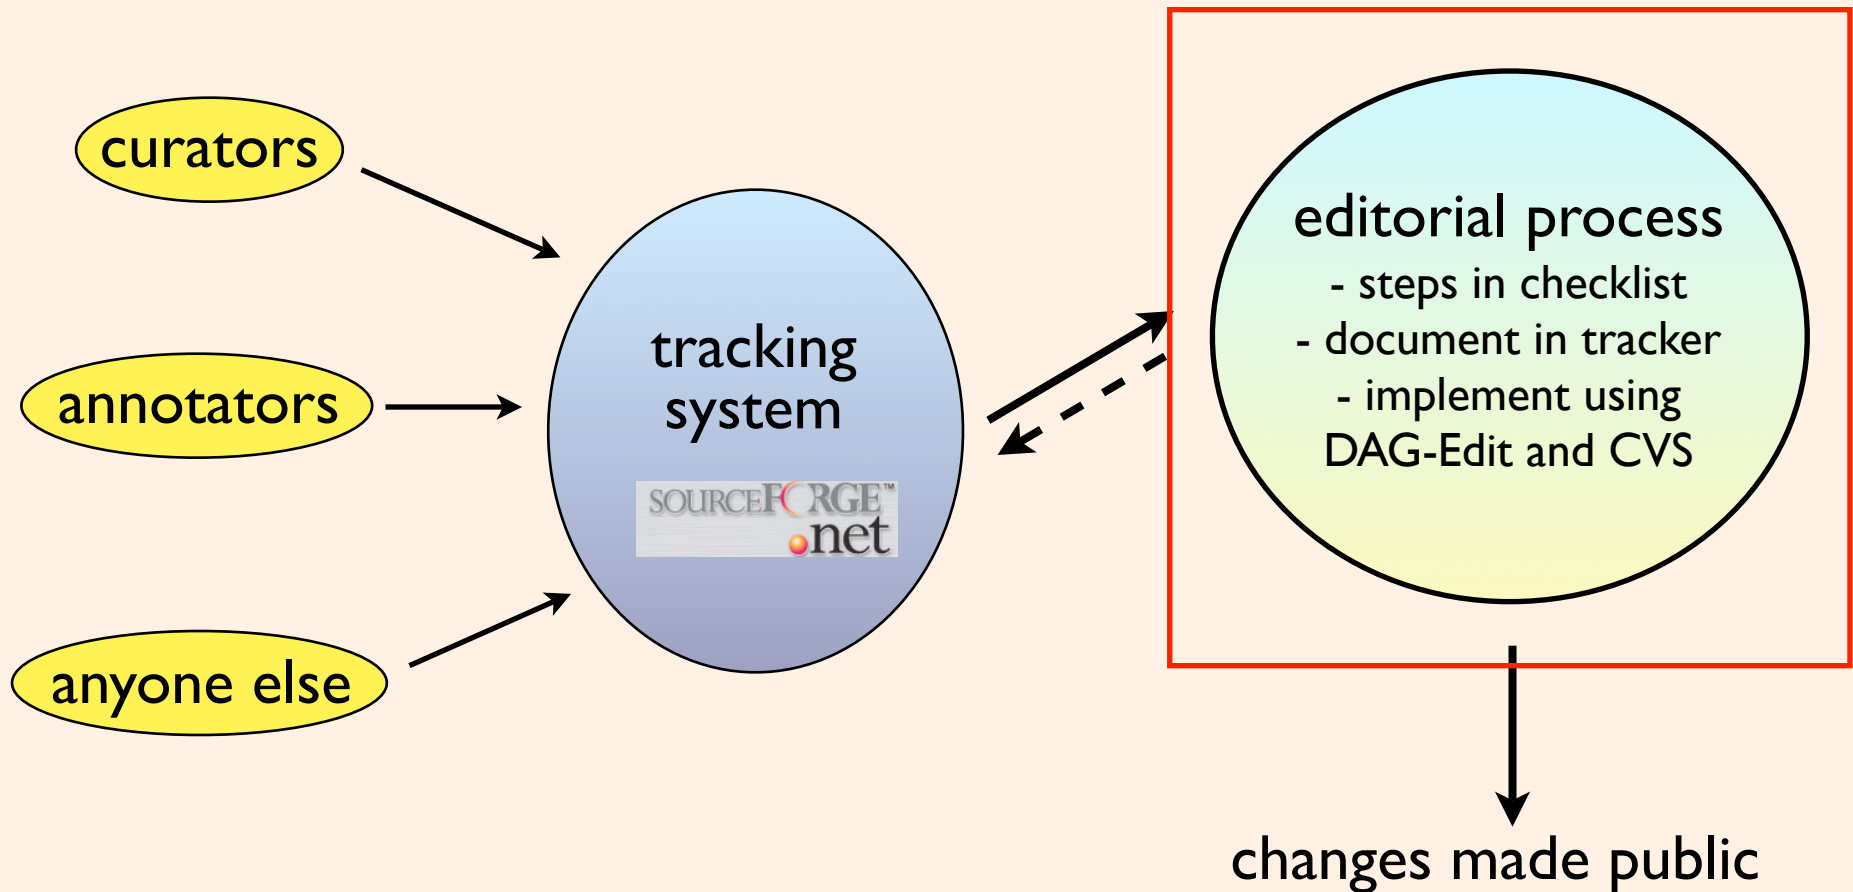 curators
annotators
anyone else
tracking
system
SOURCEFORGE™
.net
editorial process
- steps in checklist
- document in tracker
- implement using
DAG-Edit and CVS
changes made public